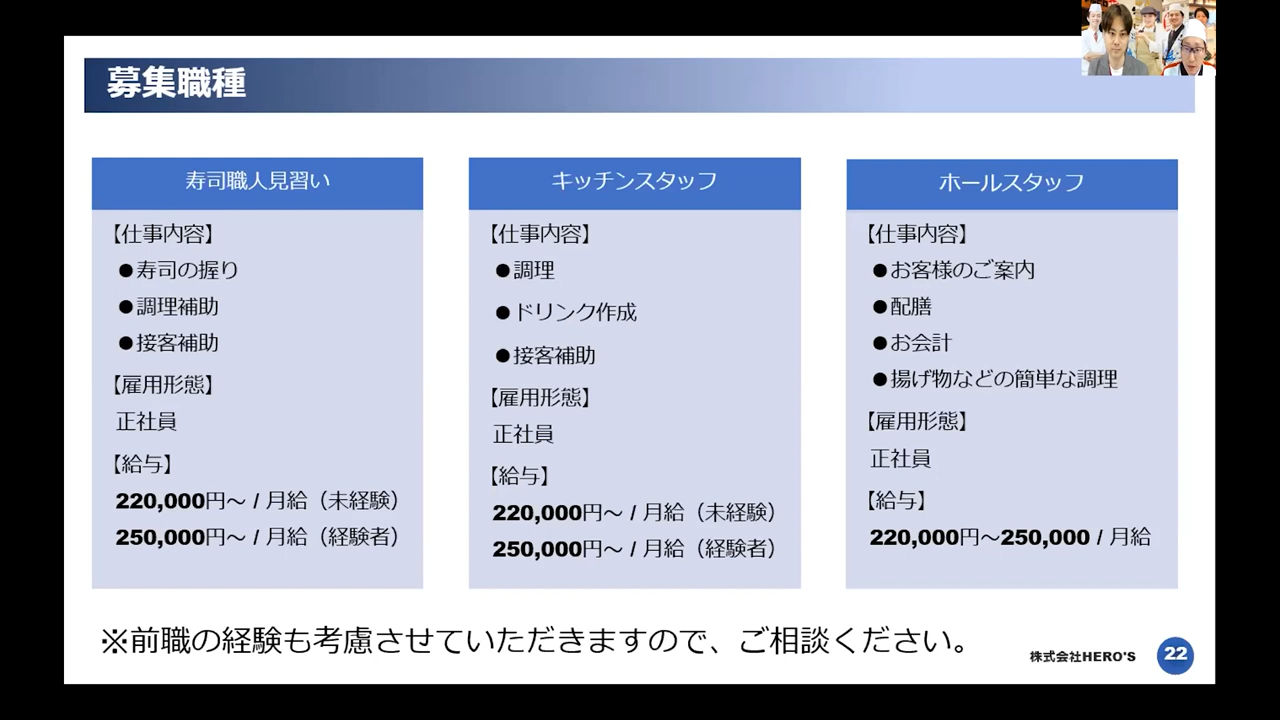 募集職種
寿司職人見習い
【仕事内容】
●寿司の握り
●調理補助
●接客補助
【雇用形態】
正社員
【給与】
220,000円～ / 月給（未経験）
250,000円～ / 月給（経験者）
キッチンスタッフ
【仕事内容】
●調理
●ドリンク作成
●接客補助
【雇用形態】
正社員
【給与】
220,000円～ / 月給（未経験）
250,000円～ / 月給（経験者）
ホールスタッフ
【仕事内容】
●お客様のご案内
●配膳
●お会計
●揚げ物などの簡単な調理
【雇用形態】
正社員
【給与】
220,000円～250,000 / 月給
※前職の経験も考慮させていただきますので、ご相談ください。
株式会社HERO'S
22